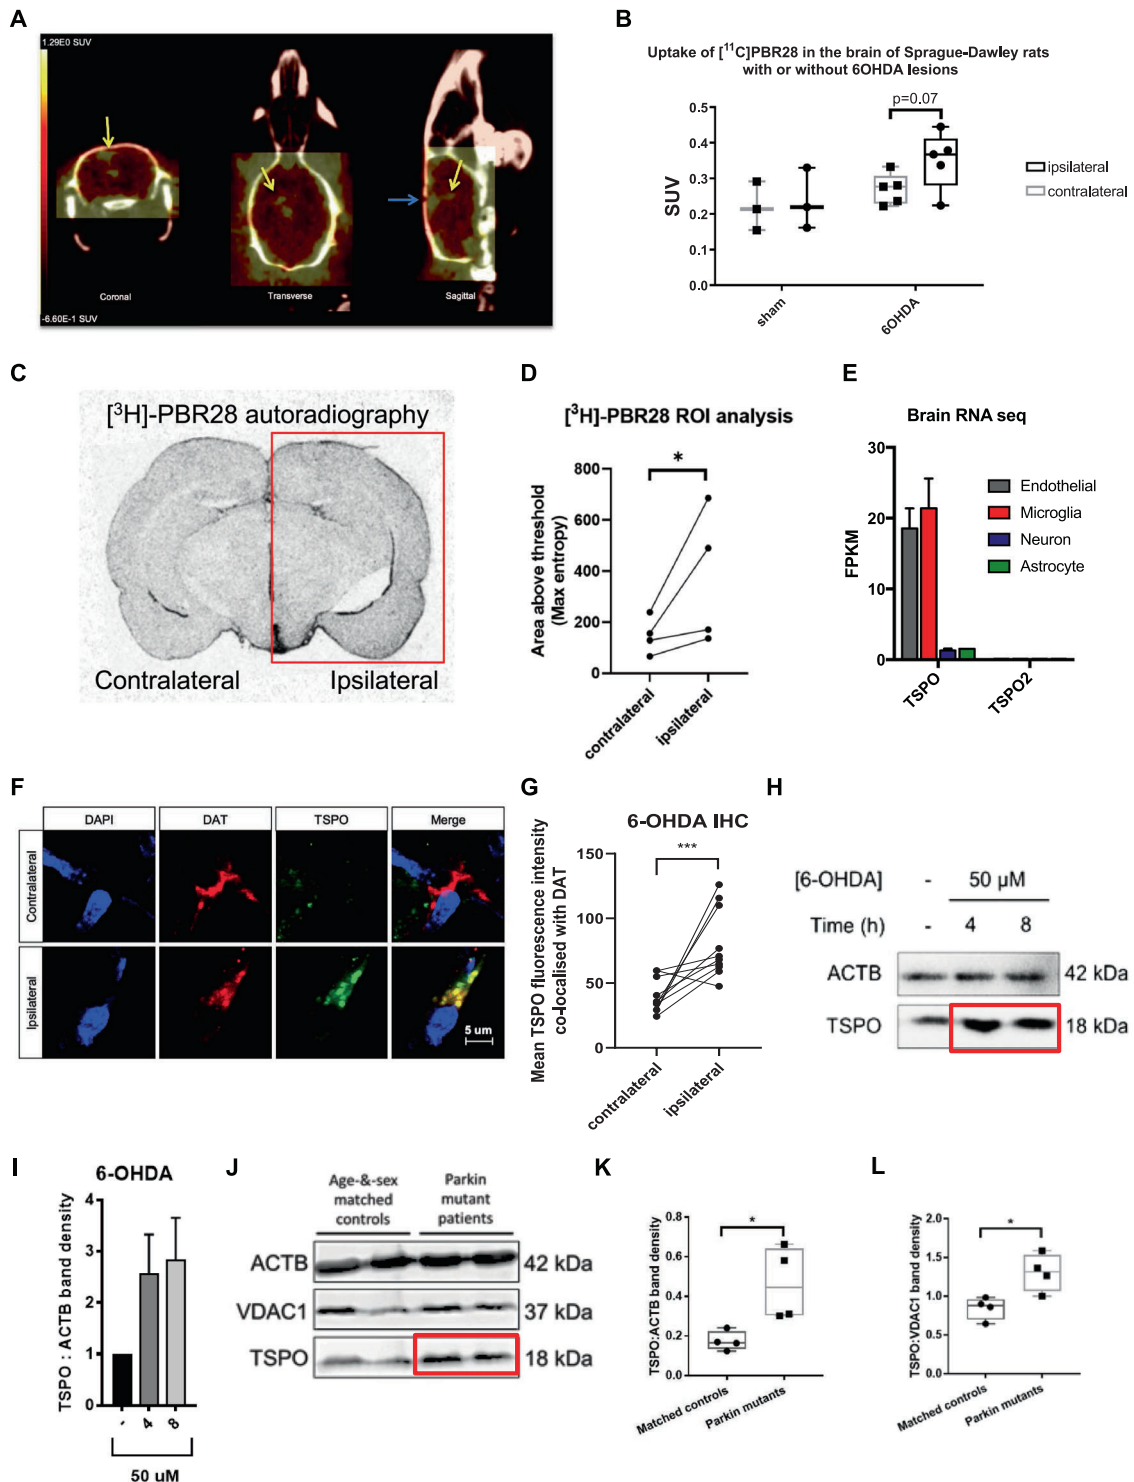 A
1.29E0 SUV
Coronal
Transverse
Sagittal
-6.60E-1 SUV
B
Uptake of [¹¹C]PBR28 in the brain of Sprague-Dawley rats
with or without 6OHDA lesions
p=0.07
0.5
0.4
0.3
0.2
0.1
0.0
SUV
sham
6OHDA
ipsilateral
contralateral
C
[³H]-PBR28 autoradiography
Contralateral
Ipsilateral
D
[³H]-PBR28 ROI analysis
*
800
600
400
200
0
Area above threshold
(Max entropy)
contralateral
ipsilateral
E
Brain RNA seq
30
20
10
0
FPKM
Endothelial
Microglia
Neuron
Astrocyte
TSPO
TSPO2
F
DAPI
DAT
TSPO
Merge
Contralateral
Ipsilateral
5 um
G
6-OHDA IHC
***
150
100
50
0
Mean TSPO fluorescence intensity
co-localised with DAT
contralateral
ipsilateral
H
[6-OHDA]
-
50 µM
Time (h)
-
4
8
ACTB
42 kDa
TSPO
18 kDa
I
6-OHDA
4
3
2
1
0
TSPO : ACTB band density
-
4
8
50 uM
J
Age-&-sex
matched
controls
Parkin
mutant
patients
ACTB
42 kDa
VDAC1
37 kDa
TSPO
18 kDa
K
*
0.8
0.6
0.4
0.2
0.0
TSPO:ACTB band density
Matched controls
Parkin mutants
L
*
2.0
1.5
1.0
0.5
0.0
TSPO:VDAC1 band density
Matched controls
Parkin mutants